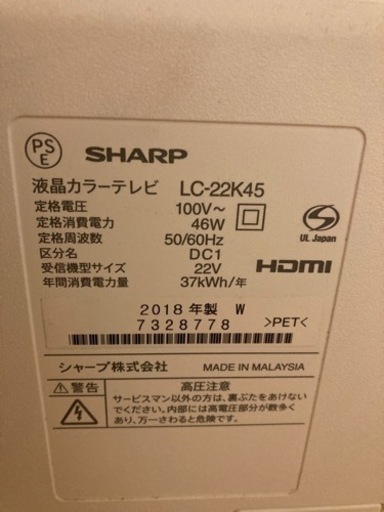 PS
E
SHARP
液晶カラーテレビ LC-22K45
定格電圧 100V～
定格消費電力 46W
定格周波数 50/60Hz
区分名 DC1
受信機型サイズ 22V
年間消費電力量 37kWh/年
UL Japan
HDMI
2018年製 W
7328778
>PET<
シャープ株式会社 MADE IN MALAYSIA
警告 高圧注意
サービスマン以外の方は、裏ぶたをあけないで
ください。内部には高電圧部分が数多く
あり、万一さわると危険です。